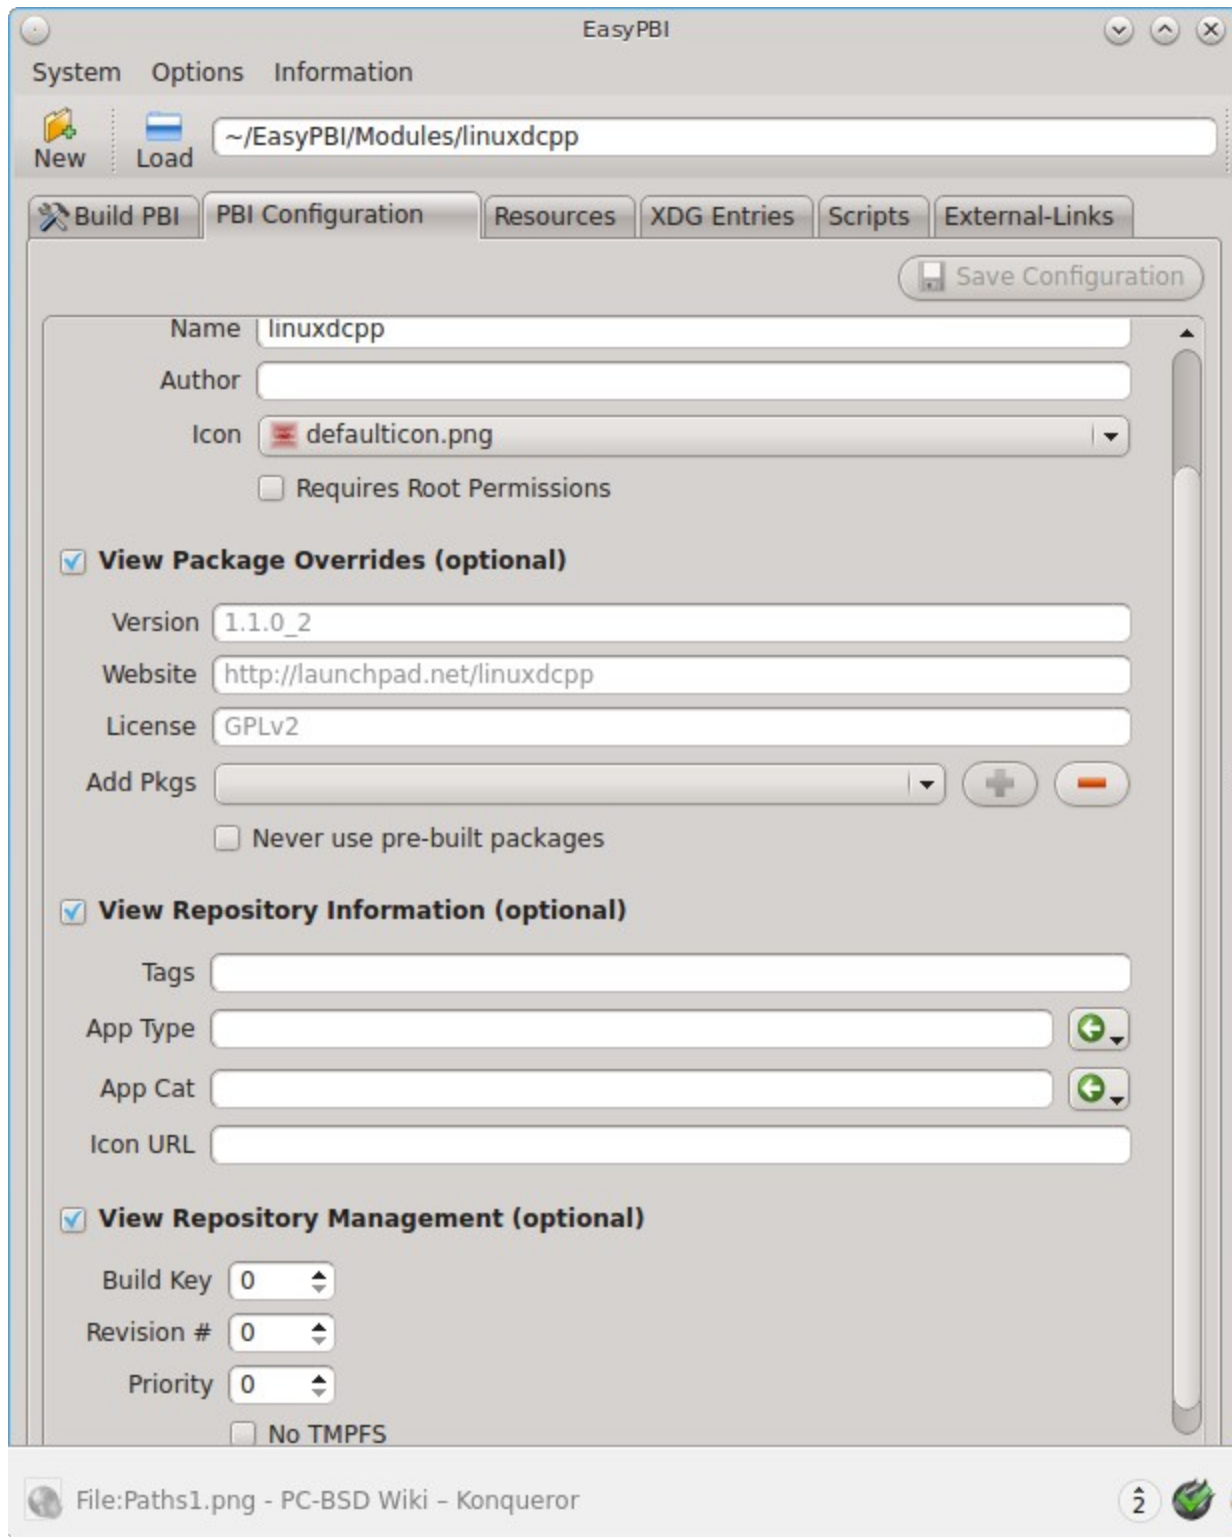 EasyPBI
System Options Information
New Load ~/EasyPBI/Modules/linuxdcpp
Build PBI PBI Configuration Resources XDG Entries Scripts External-Links
Save Configuration
Name linuxdcpp
Author
Icon defaulticon.png
Requires Root Permissions
View Package Overrides (optional)
Version 1.1.0_2
Website http://launchpad.net/linuxdcpp
License GPLv2
Add Pkgs
Never use pre-built packages
View Repository Information (optional)
Tags
App Type
App Cat
Icon URL
View Repository Management (optional)
Build Key 0
Revision # 0
Priority 0
No TMPFS
File:Paths1.png - PC-BSD Wiki – Konqueror 2